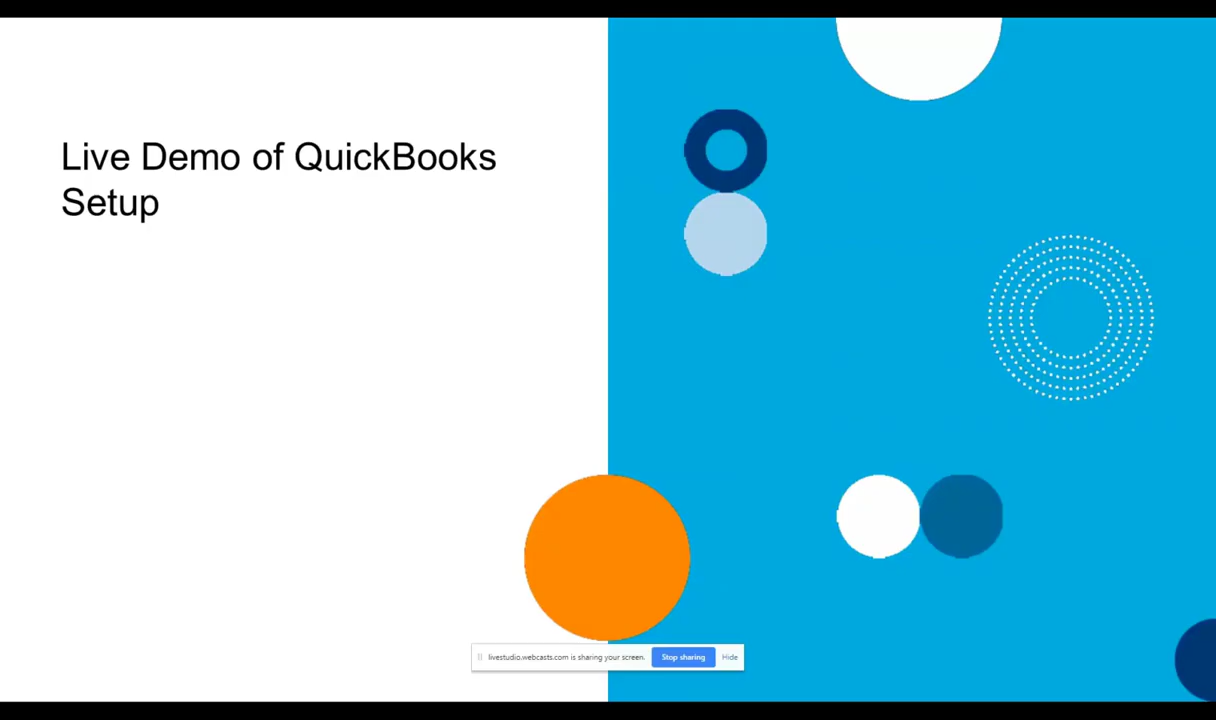 Live Demo of QuickBooks
Setup
livestudio.webcasts.com is sharing your screen. Stop sharing Hide